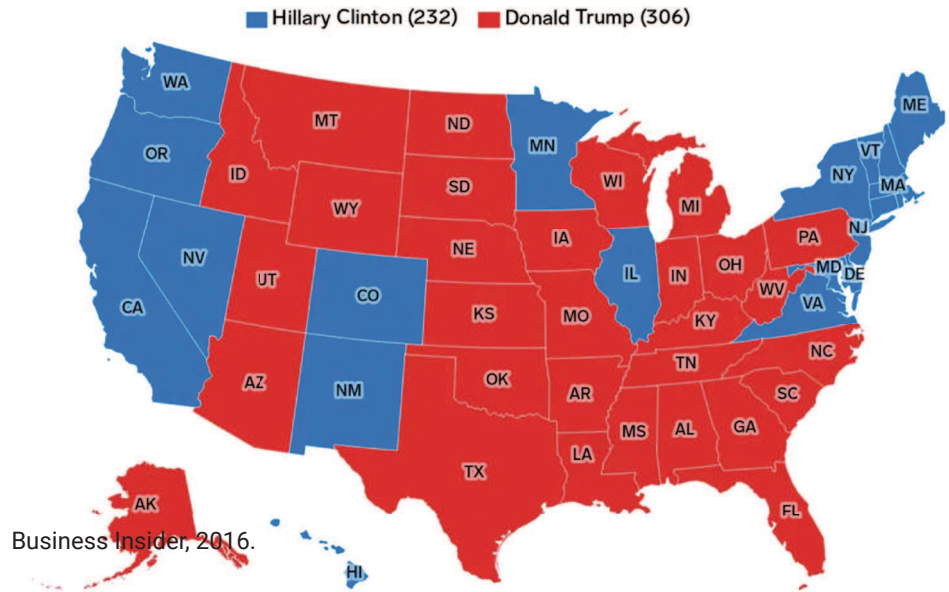 Hillary Clinton (232) Donald Trump (306)
WA
ME
MT
ND
VT
OR
MN
NY
ID
WI
MA
SD
MI
WY
NJ
PA
IA
NE
NV
OH
MD
UT
IL
IN
DE
CO
WV
VA
CA
KS
MO
KY
NC
TN
AZ
OK
NM
AR
SC
MS
AL
GA
LA
TX
AK
FL
Business Insider, 2016.
HI